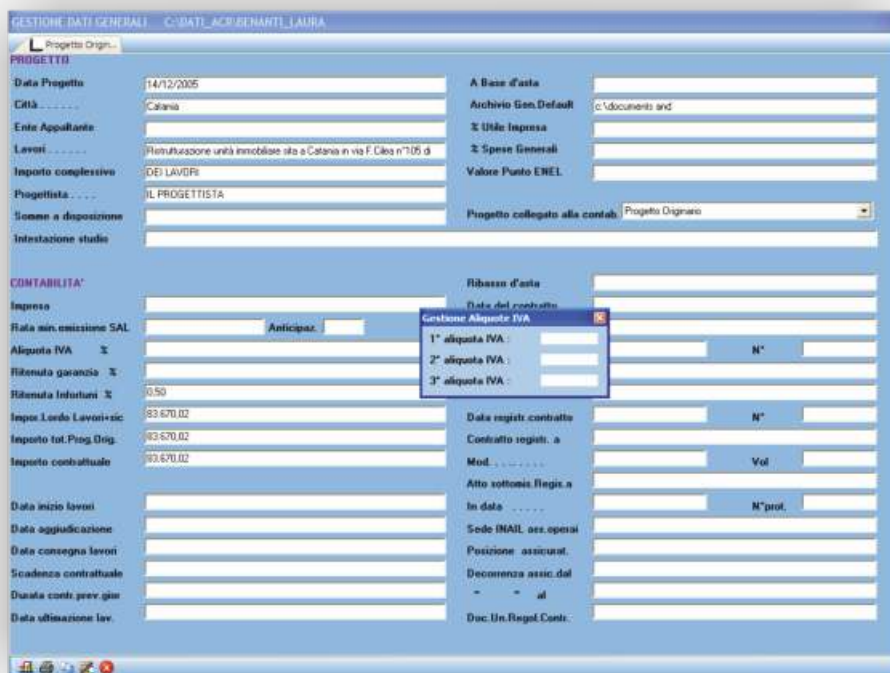 GESTIONE DATI GENERALI C:\DATI_ACR\BENANTI_LAURA
Progetto Origin...
PROGETTO
Data Progetto 14/12/2005
Città . . . . . . Catania
Ente Appaltante
Lavori . . . . . . Ristrutturazione unità immobiliare sita a Catania in via F.Cilea n°105 di
Importo complessivo DEI LAVORI
Progettista . . . . IL PROGETTISTA
Somme a disposizione
Intestazione studio
A Base d'asta
Archivio Gen.Default c:\documents and
% Utile Impresa
% Spese Generali
Valore Punto ENEL
Progetto collegato alla contab. Progetto Originario
CONTABILITA'
Impresa
Rata min.emissione SAL Anticipaz.
Aliquota IVA %
Ritenuta garanzia %
Ritenuta Infortuni % 0,50
Impor.Lordo Lavori+sic 83.670,02
Importo tot.Prog.Orig. 83.670,02
Importo contrattuale 83.670,02
Data inizio lavori
Data aggiudicazione
Data consegna lavori
Scadenza contrattuale
Durata contr.prev.gior
Data ultimazione lav.
Ribasso d'asta
Data del contratto
Gestione Aliquote IVA
1° aliquota IVA :
2° aliquota IVA :
3° aliquota IVA :
N°
Data registr.contratto N°
Contratto registr. a
Mod. . . . . . . . . Vol
Atto sottomis.Regis.a
In data . . . . . N°prot.
Sede INAIL ass.operai
Posizione assicurat.
Decorrenza assic.dal
" " al
Doc.Un.Regol.Contr.